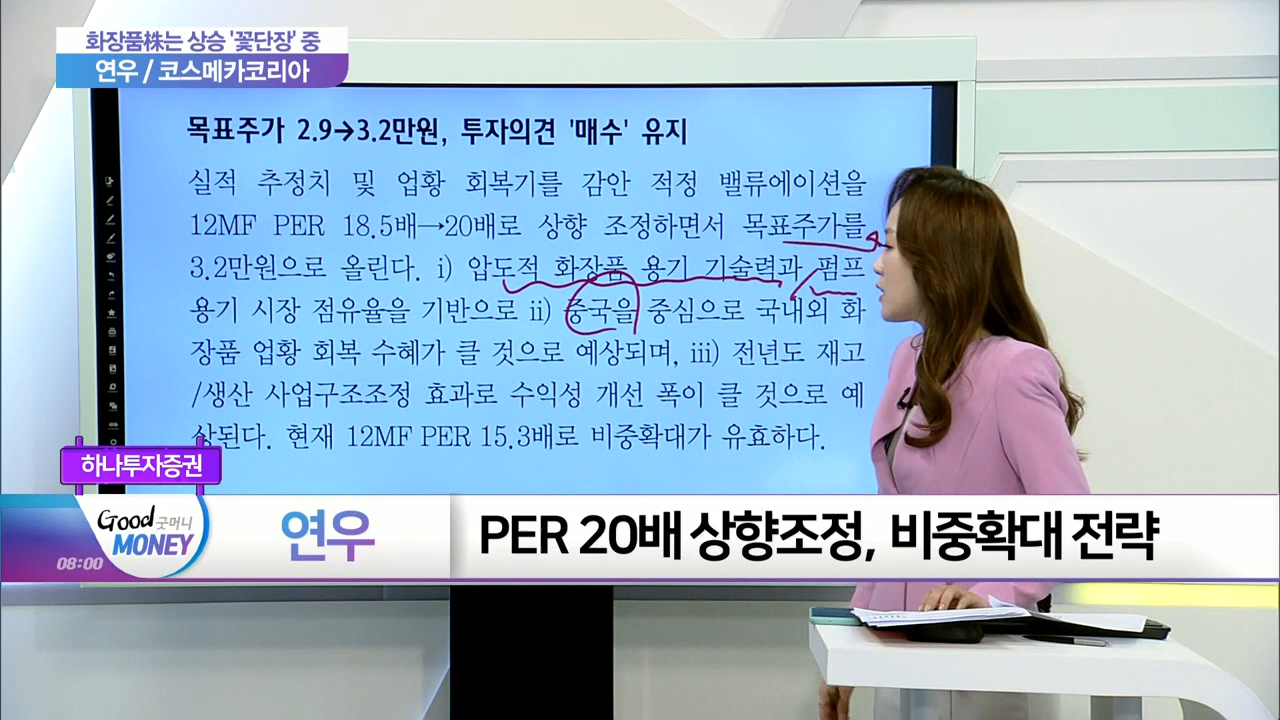 화장품株는 상승 '꽃단장' 중
연우 / 코스메카코리아
목표주가 2.9→3.2만원, 투자의견 '매수' 유지
실적 추정치 및 업황 회복기를 감안 적정 밸류에이션을
12MF PER 18.5배→20배로 상향 조정하면서 목표주가를
3.2만원으로 올린다. i) 압도적 화장품 용기 기술력과 펌프
용기 시장 점유율을 기반으로 ii) 중국을 중심으로 국내외 화
장품 업황 회복 수혜가 클 것으로 예상되며, iii) 전년도 재고
/생산 사업구조조정 효과로 수익성 개선 폭이 클 것으로 예
상된다. 현재 12MF PER 15.3배로 비중확대가 유효하다.
하나투자증권
Good 굿머니
MONEY
08:00
연우
PER 20배 상향조정, 비중확대 전략